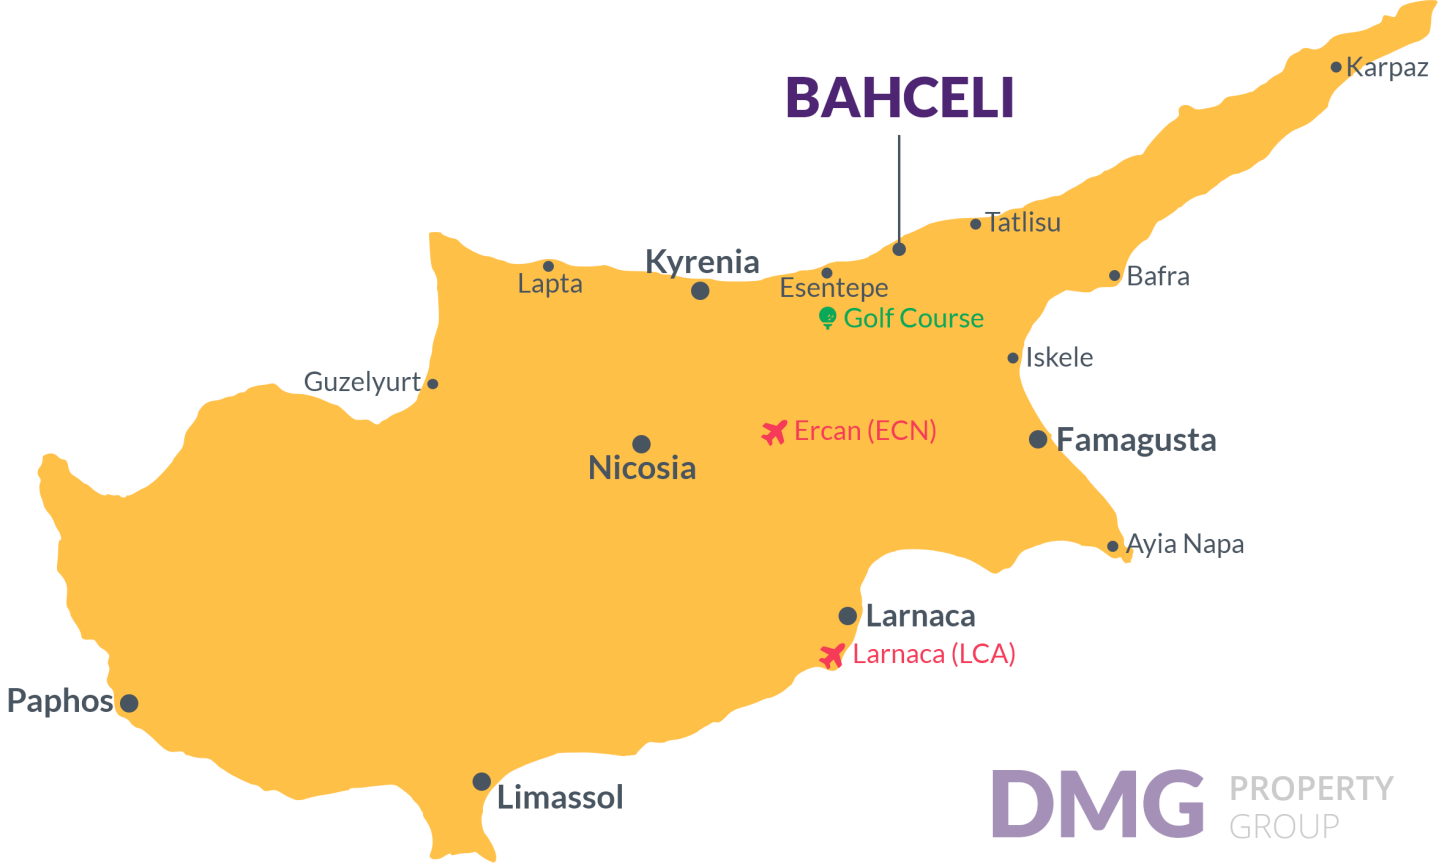 Karpaz
BAHCELI
Tatlisu
Kyrenia
Lapta
Esentepe
Bafra
Golf Course
Iskele
Guzelyurt
Ercan (ECN)
Famagusta
Nicosia
Ayia Napa
Larnaca
Larnaca (LCA)
Paphos
Limassol
DMG PROPERTY
GROUP